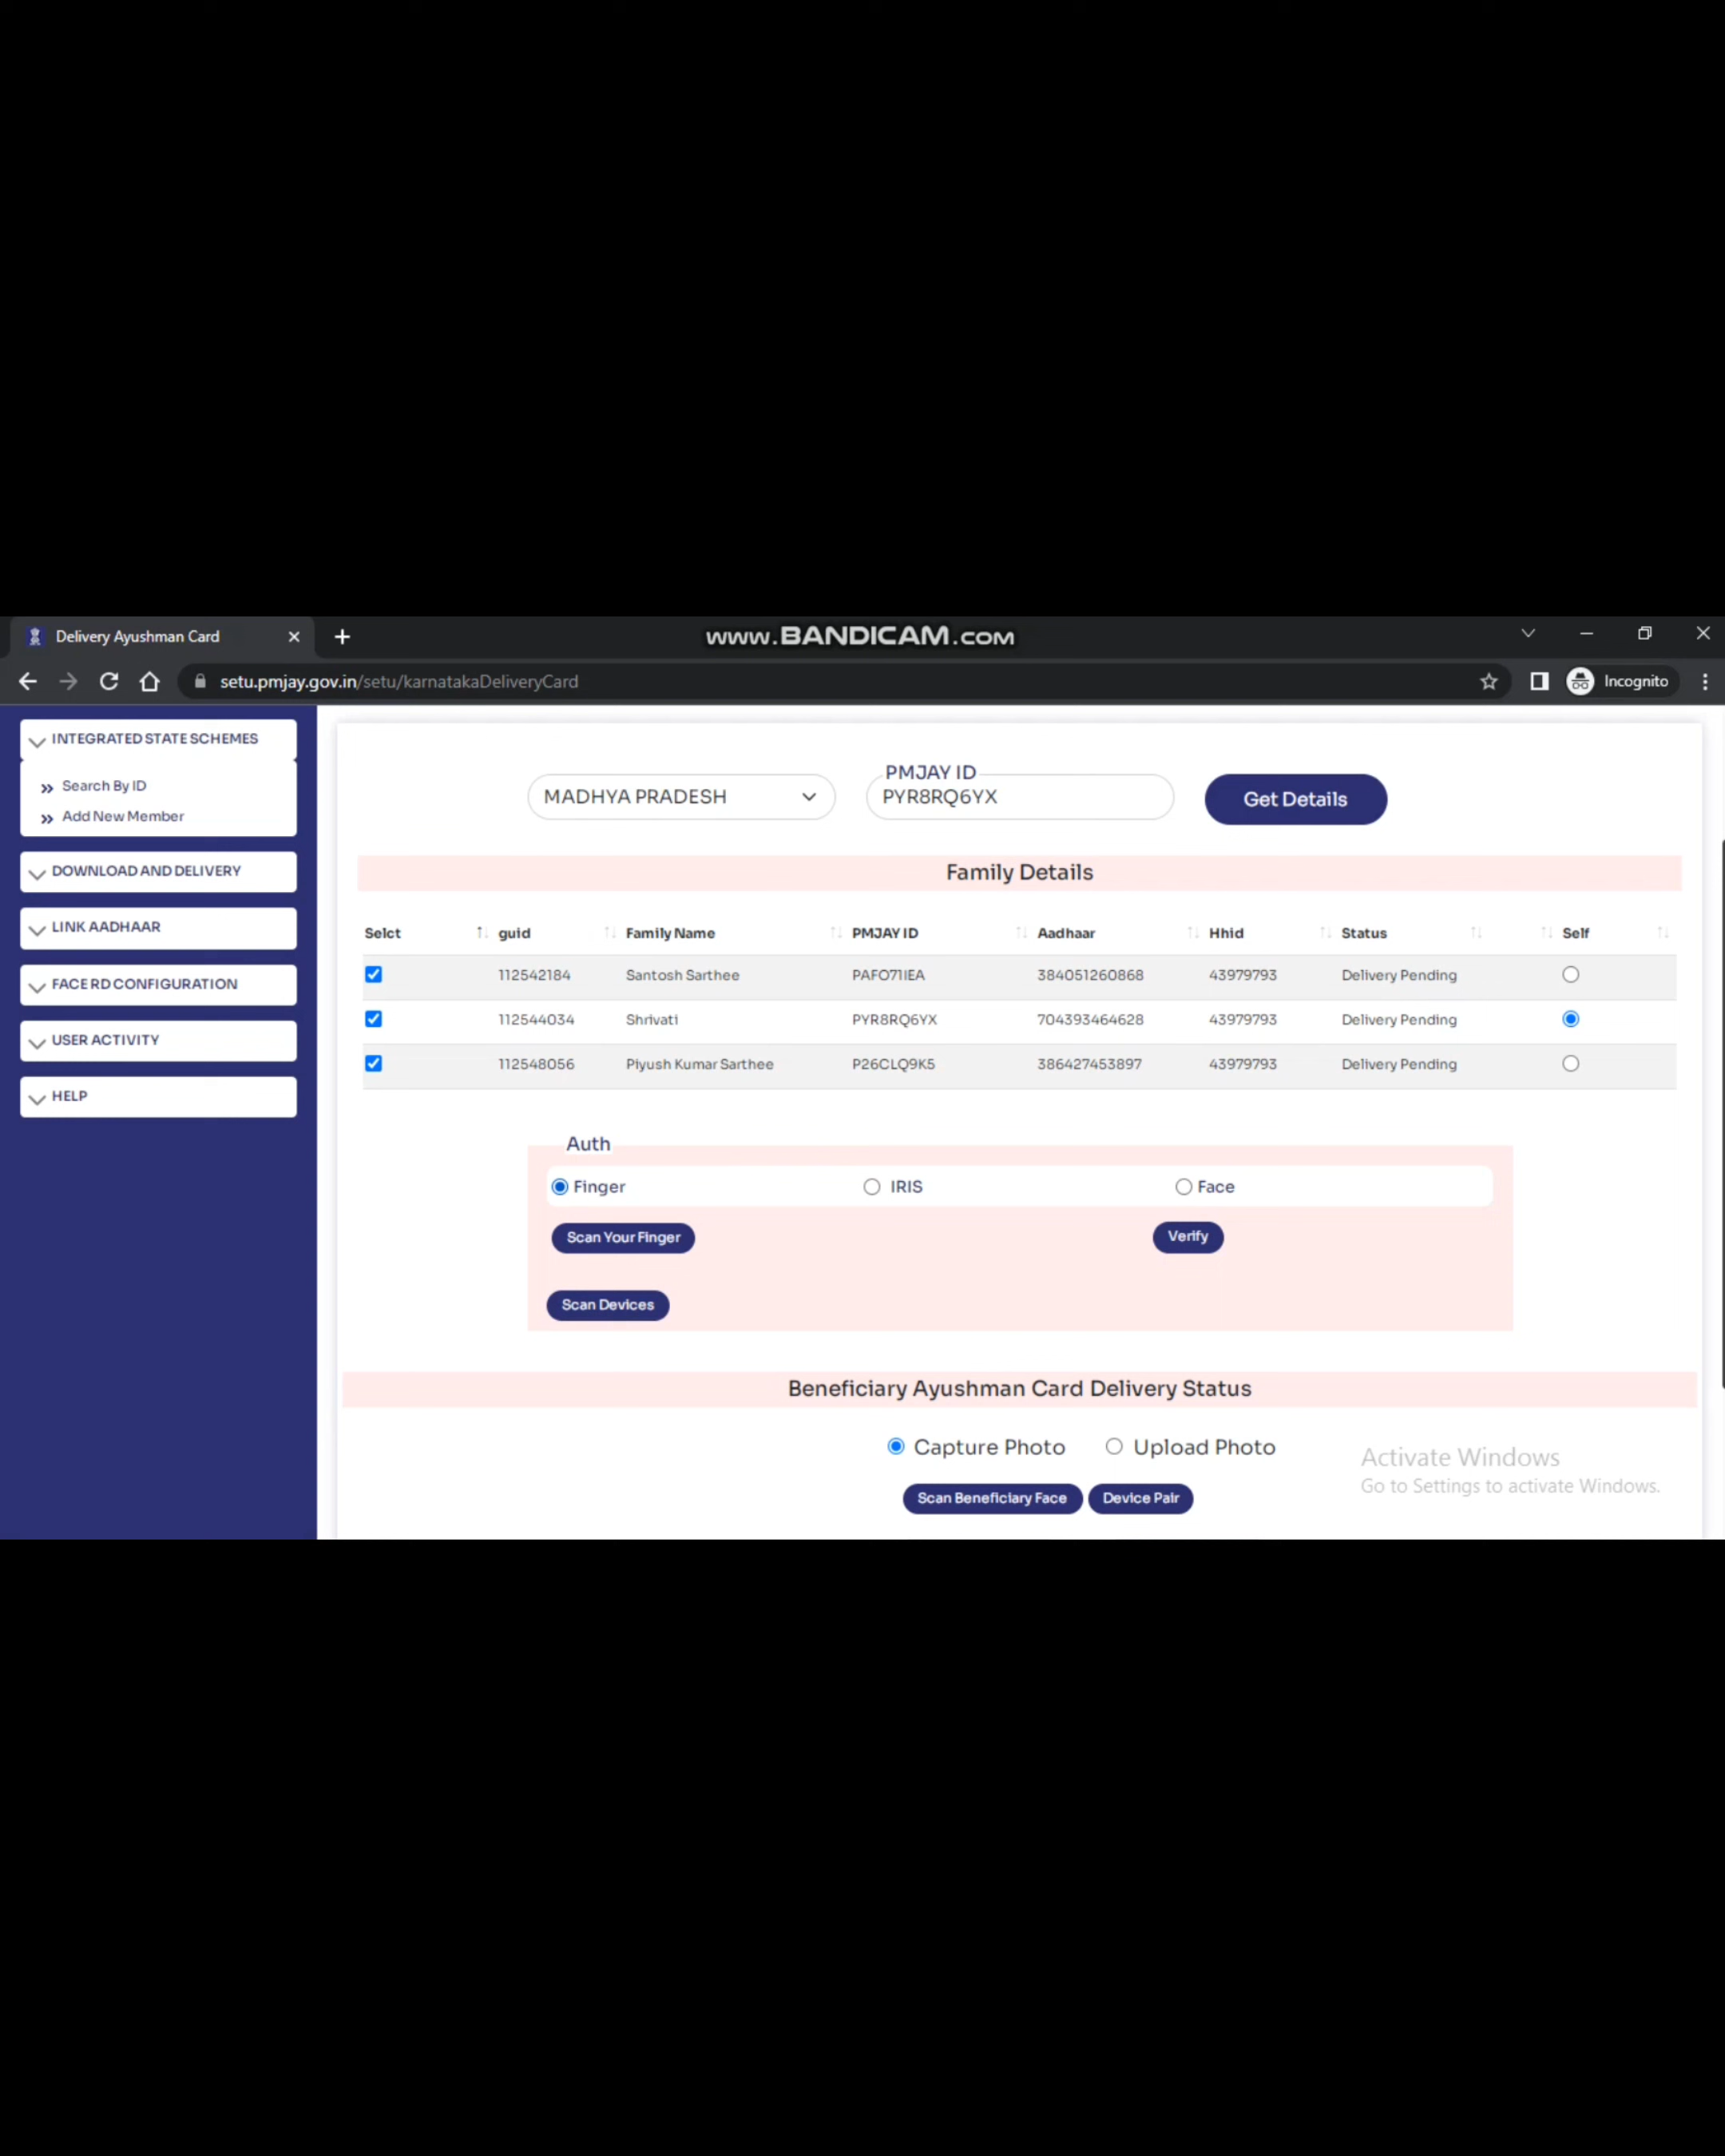 Delivery Ayushman Card
www.BANDICAM.com
setu.pmjay.gov.in/setu/karnatakaDeliveryCard
Incognito
INTEGRATED STATE SCHEMES
Search By ID
Add New Member
DOWNLOAD AND DELIVERY
LINK AADHAAR
FACE RD CONFIGURATION
USER ACTIVITY
HELP
PMJAY ID
MADHYA PRADESH PYR8RQ6YX Get Details
Family Details
Selct guid Family Name PMJAY ID Aadhaar Hhid Status Self
112542184 Santosh Sarthee PAFO71IEA 384051260868 43979793 Delivery Pending
112544034 Shrivati PYR8RQ6YX 704393464628 43979793 Delivery Pending
112548056 Piyush Kumar Sarthee P26CLQ9K5 386427453897 43979793 Delivery Pending
Auth
Finger IRIS Face
Scan Your Finger Verify
Scan Devices
Beneficiary Ayushman Card Delivery Status
Capture Photo Upload Photo
Scan Beneficiary Face Device Pair
Activate Windows
Go to Settings to activate Windows.